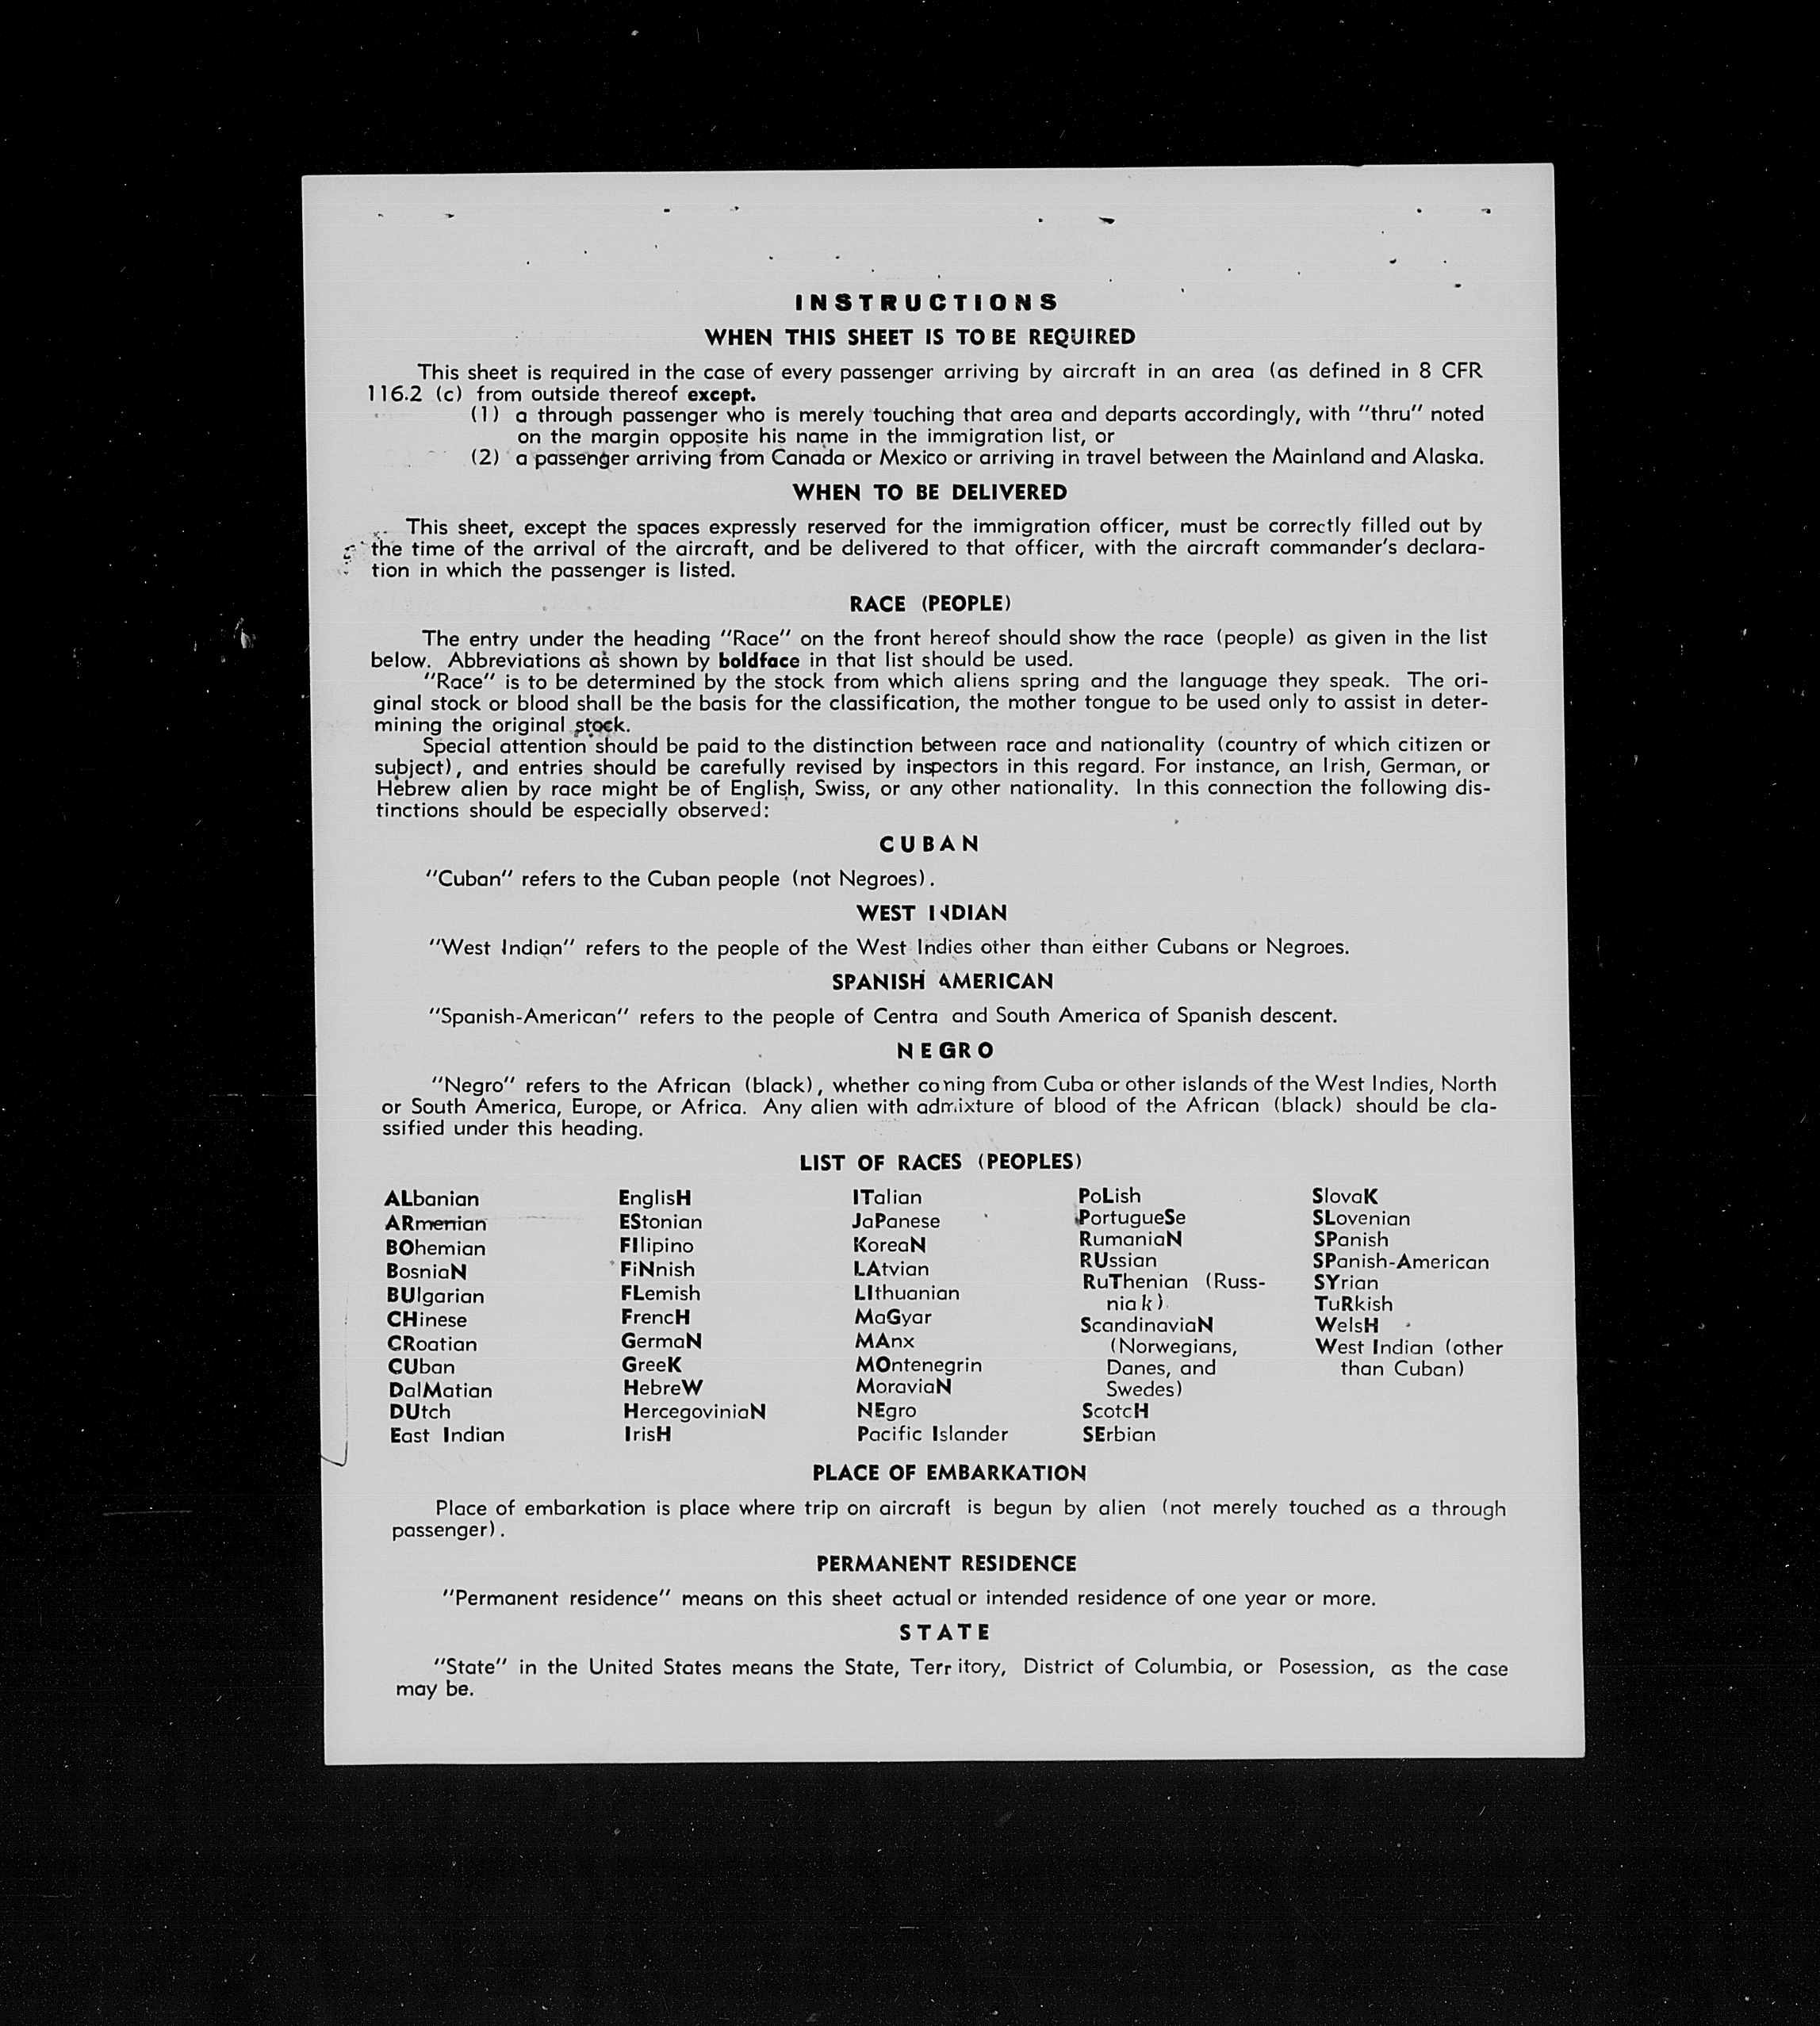 INSTRUCTIONS
WHEN THIS SHEET IS TO BE REQUIRED
This sheet is required in the case of every passenger arriving by aircraft in an area (as defined in 8 CFR
116.2 (c) from outside thereof except.
(1) a through passenger who is merely touching that area and departs accordingly, with "thru" noted
on the margin opposite his name in the immigration list, or
(2) a passenger arriving from Canada or Mexico or arriving in travel between the Mainland and Alaska.
WHEN TO BE DELIVERED
This sheet, except the spaces expressly reserved for the immigration officer, must be correctly filled out by
the time of the arrival of the aircraft, and be delivered to that officer, with the aircraft commander's declara-
tion in which the passenger is listed.
RACE (PEOPLE)
The entry under the heading "Race" on the front hereof should show the race (people) as given in the list
below. Abbreviations as shown by boldface in that list should be used.
"Race" is to be determined by the stock from which aliens spring and the language they speak. The ori-
ginal stock or blood shall be the basis for the classification, the mother tongue to be used only to assist in deter-
mining the original stock.
Special attention should be paid to the distinction between race and nationality (country of which citizen or
subject), and entries should be carefully revised by inspectors in this regard. For instance, an Irish, German, or
Hebrew alien by race might be of English, Swiss, or any other nationality. In this connection the following dis-
tinctions should be especially observed:
CUBAN
"Cuban" refers to the Cuban people (not Negroes).
WEST INDIAN
"West Indian" refers to the people of the West Indies other than either Cubans or Negroes.
SPANISH AMERICAN
"Spanish-American" refers to the people of Centra and South America of Spanish descent.
NEGRO
"Negro" refers to the African (black), whether coming from Cuba or other islands of the West Indies, North
or South America, Europe, or Africa. Any alien with admixture of blood of the African (black) should be cla-
ssified under this heading.
LIST OF RACES (PEOPLES)
ALbanian
ARmenian
BOhemian
BosniaN
BUlgarian
CHinese
CRoatian
CUban
DalMatian
DUtch
East Indian
EnglisH
EStonian
FIlipino
FiNnish
FLemish
FrencH
GermaN
GreeK
HebreW
HercegoviniaN
IrisH
ITalian
JaPanese
KoreaN
LAtvian
LIthuanian
MaGyar
MAnx
MOntenegrin
MoraviaN
NEgro
Pacific Islander
PoLish
PortugueSe
RumaniaN
RUssian
RuThenian (Russ-
niak)
ScandinaviaN
(Norwegians,
Danes, and
Swedes)
ScotcH
SErbian
SlovaK
SLovenian
SPanish
SPanish-American
SYrian
TuRkish
WelsH
West Indian (other
than Cuban)
PLACE OF EMBARKATION
Place of embarkation is place where trip on aircraft is begun by alien (not merely touched as a through
passenger).
PERMANENT RESIDENCE
"Permanent residence" means on this sheet actual or intended residence of one year or more.
STATE
"State" in the United States means the State, Territory, District of Columbia, or Posession, as the case
may be.